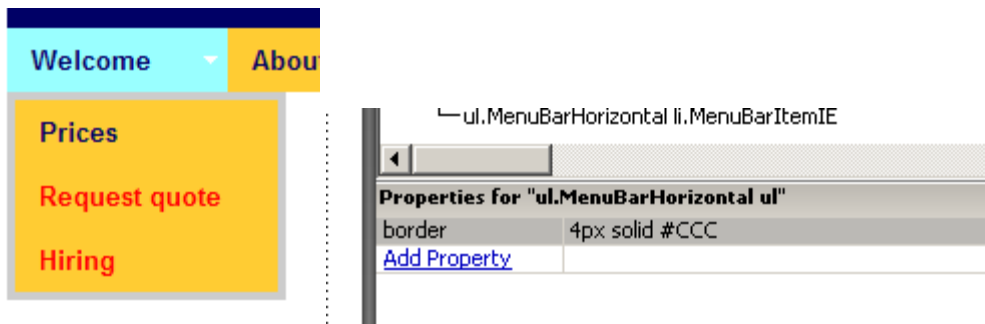 Welcome
Abou
Prices
Request quote
Hiring
ul.MenuBarHorizontal li.MenuBarItemIE
Properties for "ul.MenuBarHorizontal ul"
border 4px solid #CCC
Add Property